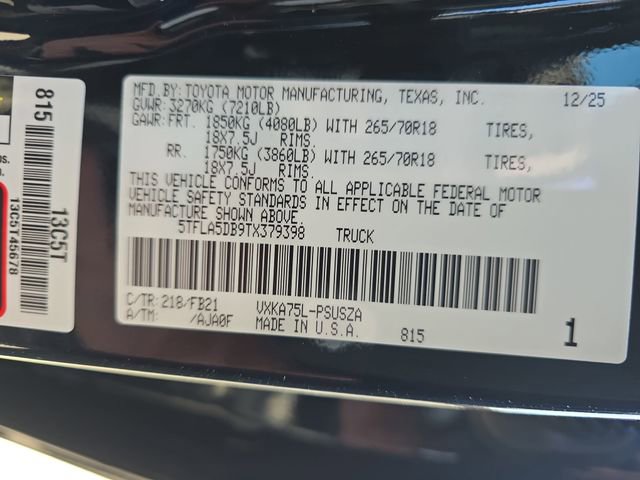 MFD.BY: TOYOTA MOTOR MANUFACTURING, TEXAS, INC. 12/25
GVWR: 3270KG (7210LB)
GAWR: FRT. 1850KG (4080LB) WITH 265/70R18 TIRES,
18X7.5J RIMS.
RR. 1750KG (3860LB) WITH 265/70R18 TIRES,
18X7.5J RIMS.
THIS VEHICLE CONFORMS TO ALL APPLICABLE FEDERAL MOTOR
VEHICLE SAFETY STANDARDS IN EFFECT ON THE DATE OF
MANUFACTURE SHOWN ABOVE.
5TFLA5DB9TX379398 TRUCK
C/TR: 218/FB21 VXKA75L-PSUSZA
A/TM: /AJA0F MADE IN U.S.A. 815
1
815
13C5T
13C5T45678